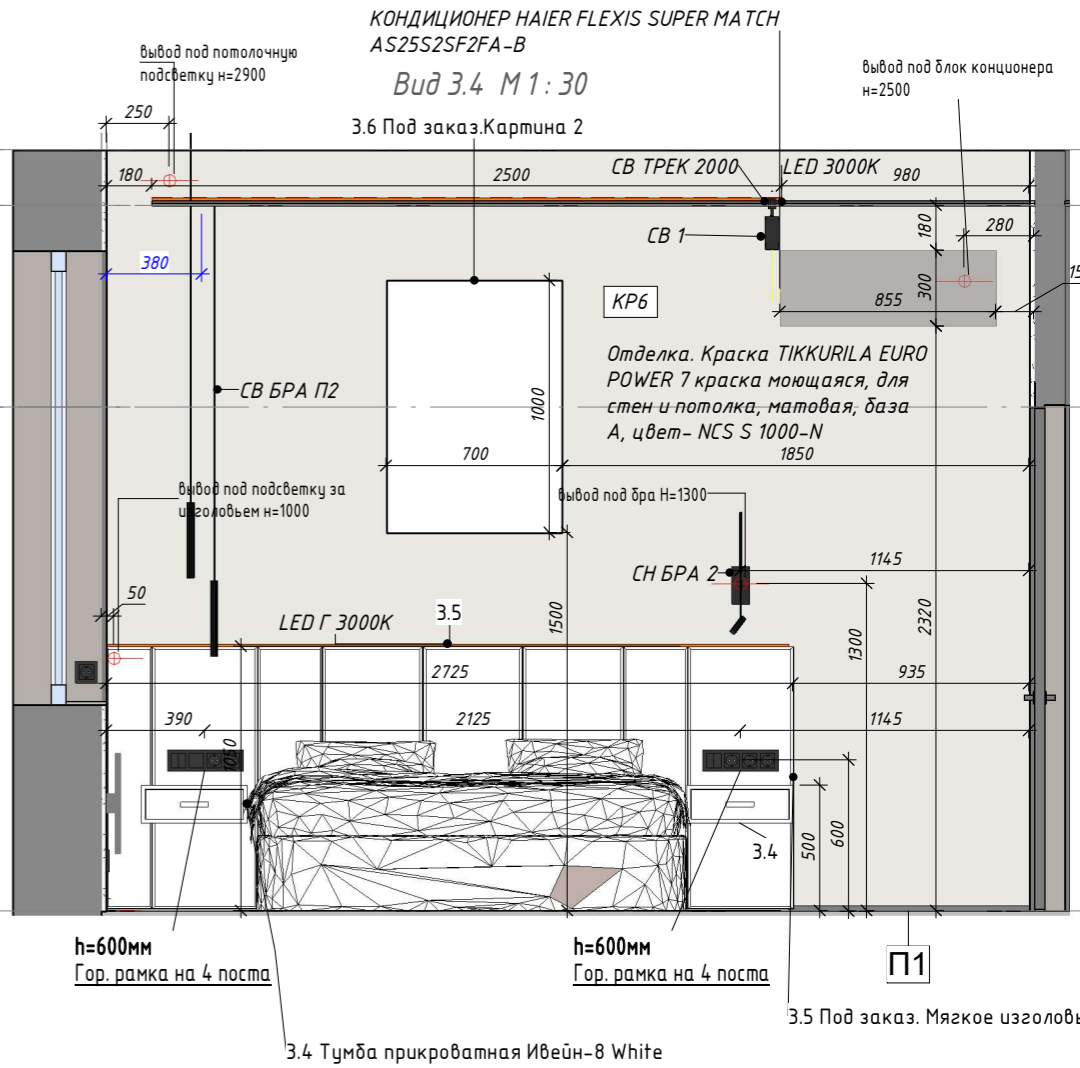 КОНДИЦИОНЕР HAIER FLEXIS SUPER MATCH
AS25S2SF2FA-B
вывод под потолочную
подсветку н=2900
Вид 3.4 М 1 : 30
вывод под блок конционера
н=2500
250
3.6 Под заказ.Картина 2
180
2500
СВ ТРЕК 2000
LED 3000K
980
СВ 1
180
280
380
КР6
300
855
15
Отделка. Краска TIKKURILA EURO
POWER 7 краска моющаяся, для
стен и потолка, матовая, база
А, цвет- NCS S 1000-N
СВ БРА П2
1000
700
1850
вывод под подсветку за
изголовьем н=1000
вывод под бра Н=1300
СН БРА 2
1145
50
LED Г 3000K
3.5
1500
1300
2320
2725
935
390
2125
1145
1050
500
600
3.4
h=600мм
Гор. рамка на 4 поста
h=600мм
Гор. рамка на 4 поста
П1
3.5 Под заказ. Мягкое изголовь
3.4 Тумба прикроватная Ивейн-8 White